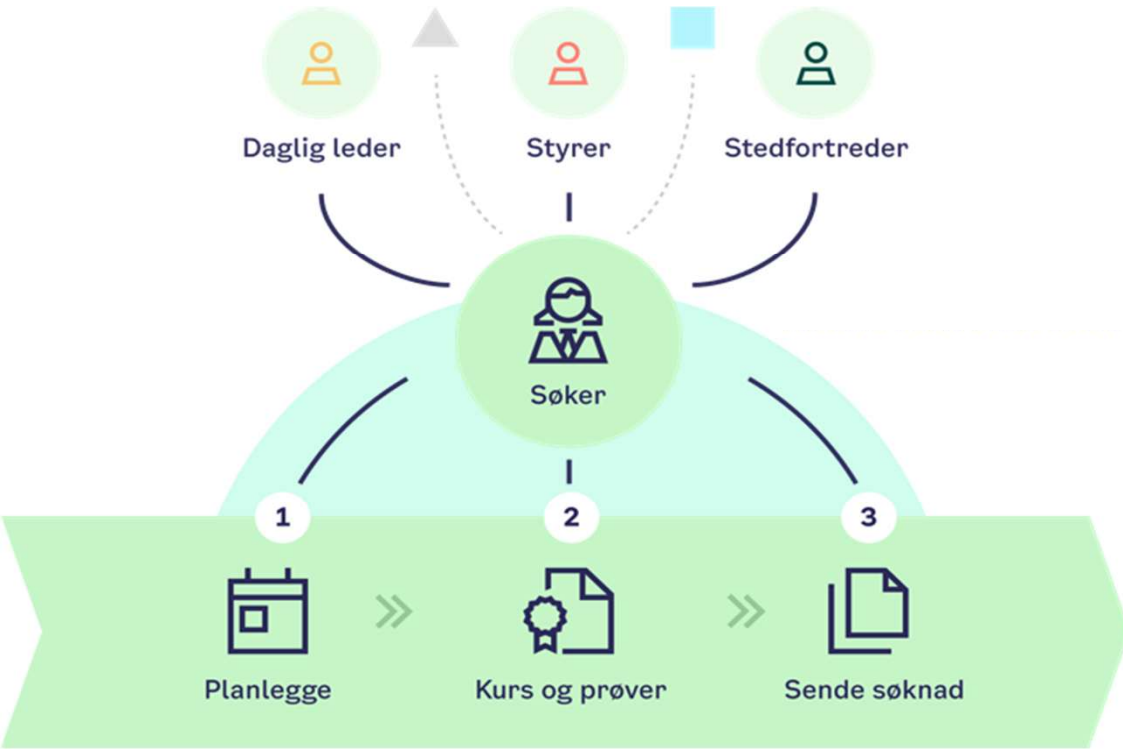 Daglig leder
Styrer
Stedfortreder
Søker
1
2
3
Planlegge
Kurs og prøver
Sende søknad